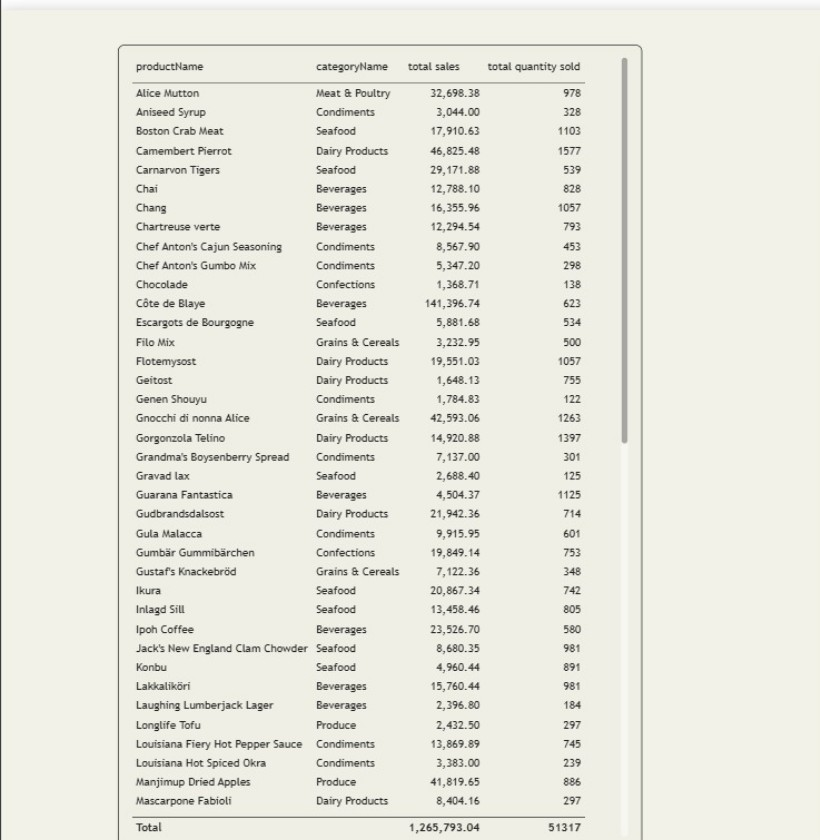 productName categoryName total sales total quantity sold
Alice Mutton Meat & Poultry 32,698.38 978
Aniseed Syrup Condiments 3,044.00 328
Boston Crab Meat Seafood 17,910.63 1103
Camembert Pierrot Dairy Products 46,825.48 1577
Carnarvon Tigers Seafood 29,171.88 539
Chai Beverages 12,788.10 828
Chang Beverages 16,355.96 1057
Chartreuse verte Beverages 12,294.54 793
Chef Anton's Cajun Seasoning Condiments 8,567.90 453
Chef Anton's Gumbo Mix Condiments 5,347.20 298
Chocolade Confections 1,368.71 138
Côte de Blaye Beverages 141,396.74 623
Escargots de Bourgogne Seafood 5,881.68 534
Filo Mix Grains & Cereals 3,232.95 500
Flotemysost Dairy Products 19,551.03 1057
Geitost Dairy Products 1,648.13 755
Genen Shouyu Condiments 1,784.83 122
Gnocchi di nonna Alice Grains & Cereals 42,593.06 1263
Gorgonzola Telino Dairy Products 14,920.88 1397
Grandma's Boysenberry Spread Condiments 7,137.00 301
Gravad lax Seafood 2,688.40 125
Guarana Fantastica Beverages 4,504.37 1125
Gudbrandsdalsost Dairy Products 21,942.36 714
Gula Malacca Condiments 9,915.95 601
Gumbär Gummibärchen Confections 19,849.14 753
Gustaf's Knackebröd Grains & Cereals 7,122.36 348
Ikura Seafood 20,867.34 742
Inlagd Sill Seafood 13,458.46 805
Ipoh Coffee Beverages 23,526.70 580
Jack's New England Clam Chowder Seafood 8,680.35 981
Konbu Seafood 4,960.44 891
Lakkaliköri Beverages 15,760.44 981
Laughing Lumberjack Lager Beverages 2,396.80 184
Longlife Tofu Produce 2,432.50 297
Louisiana Fiery Hot Pepper Sauce Condiments 13,869.89 745
Louisiana Hot Spiced Okra Condiments 3,383.00 239
Manjimup Dried Apples Produce 41,819.65 886
Mascarpone Fabioli Dairy Products 8,404.16 297
Total 1,265,793.04 51317